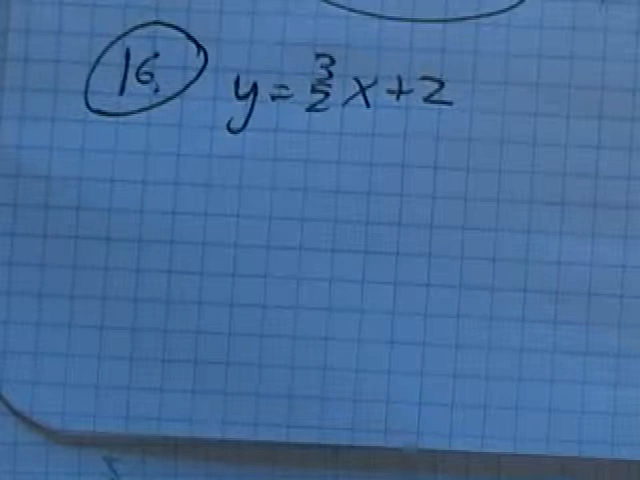 16. y = 3/2 x + 2